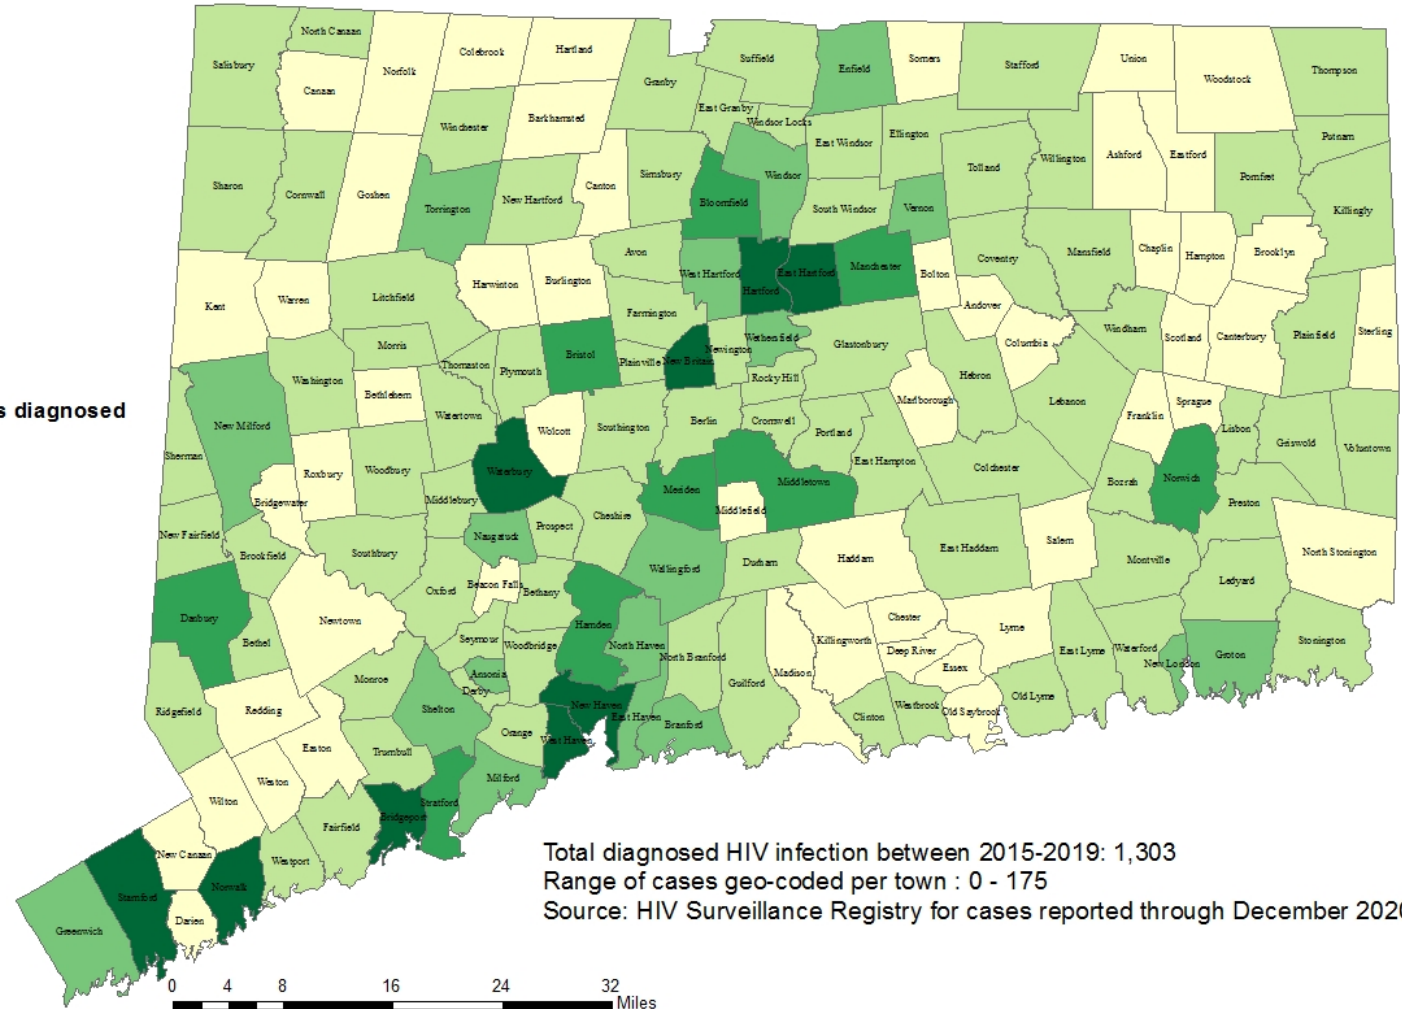 North Canaan
Colebrook
Hartland
Suffield
Enfield
Somers
Stafford
Union
Woodstock
Thompson
Salisbury
Canaan
Norfolk
Granby
East Granby
Windsor Locks
Winchester
Barkhamsted
East Windsor
Ellington
Tolland
Willington
Ashford
Eastford
Pomfret
Putnam
Sharon
Cornwall
Goshen
Torrington
New Hartford
Canton
Simsbury
Bloomfield
Windsor
South Windsor
Vernon
Killingly
Kent
Warren
Litchfield
Harwinton
Burlington
Avon
West Hartford
Hartford
East Hartford
Manchester
Bolton
Coventry
Mansfield
Chaplin
Hampton
Brooklyn
Andover
Farmington
Morris
Thomaston
Plymouth
Bristol
Plainville
New Britain
Newington
Wethersfield
Glastonbury
Columbia
Windham
Scotland
Canterbury
Plainfield
Sterling
Washington
Bethlehem
Watertown
Rocky Hill
Marlborough
Hebron
Lebanon
Franklin
Sprague
s diagnosed
New Milford
Wolcott
Southington
Berlin
Cromwell
Portland
Lisbon
Griswold
Voluntown
Sherman
Roxbury
Woodbury
Waterbury
Middlebury
East Hampton
Colchester
Bozrah
Norwich
Preston
Bridgewater
Meriden
Middletown
Middlefield
New Fairfield
Brookfield
Southbury
Naugatuck
Prospect
Cheshire
Haddam
East Haddam
Salem
Montville
North Stonington
Danbury
Bethel
Newtown
Oxford
Beacon Falls
Bethany
Wallingford
Durham
Ledyard
Hamden
North Haven
Seymour
Woodbridge
North Branford
Killingworth
Chester
Deep River
Essex
Lyme
East Lyme
Waterford
New London
Groton
Stonington
Ridgefield
Redding
Monroe
Ansonia
Derby
Shelton
Guilford
Madison
Clinton
Westbrook
Old Saybrook
Old Lyme
Easton
Trumbull
Orange
New Haven
West Haven
East Haven
Branford
Wilton
Weston
Milford
Stratford
Bridgeport
Fairfield
New Canaan
Westport
Norwalk
Stamford
Darien
Greenwich
Total diagnosed HIV infection between 2015-2019: 1,303
Range of cases geo-coded per town : 0 - 175
Source: HIV Surveillance Registry for cases reported through December 2020
0 4 8 16 24 32
Miles